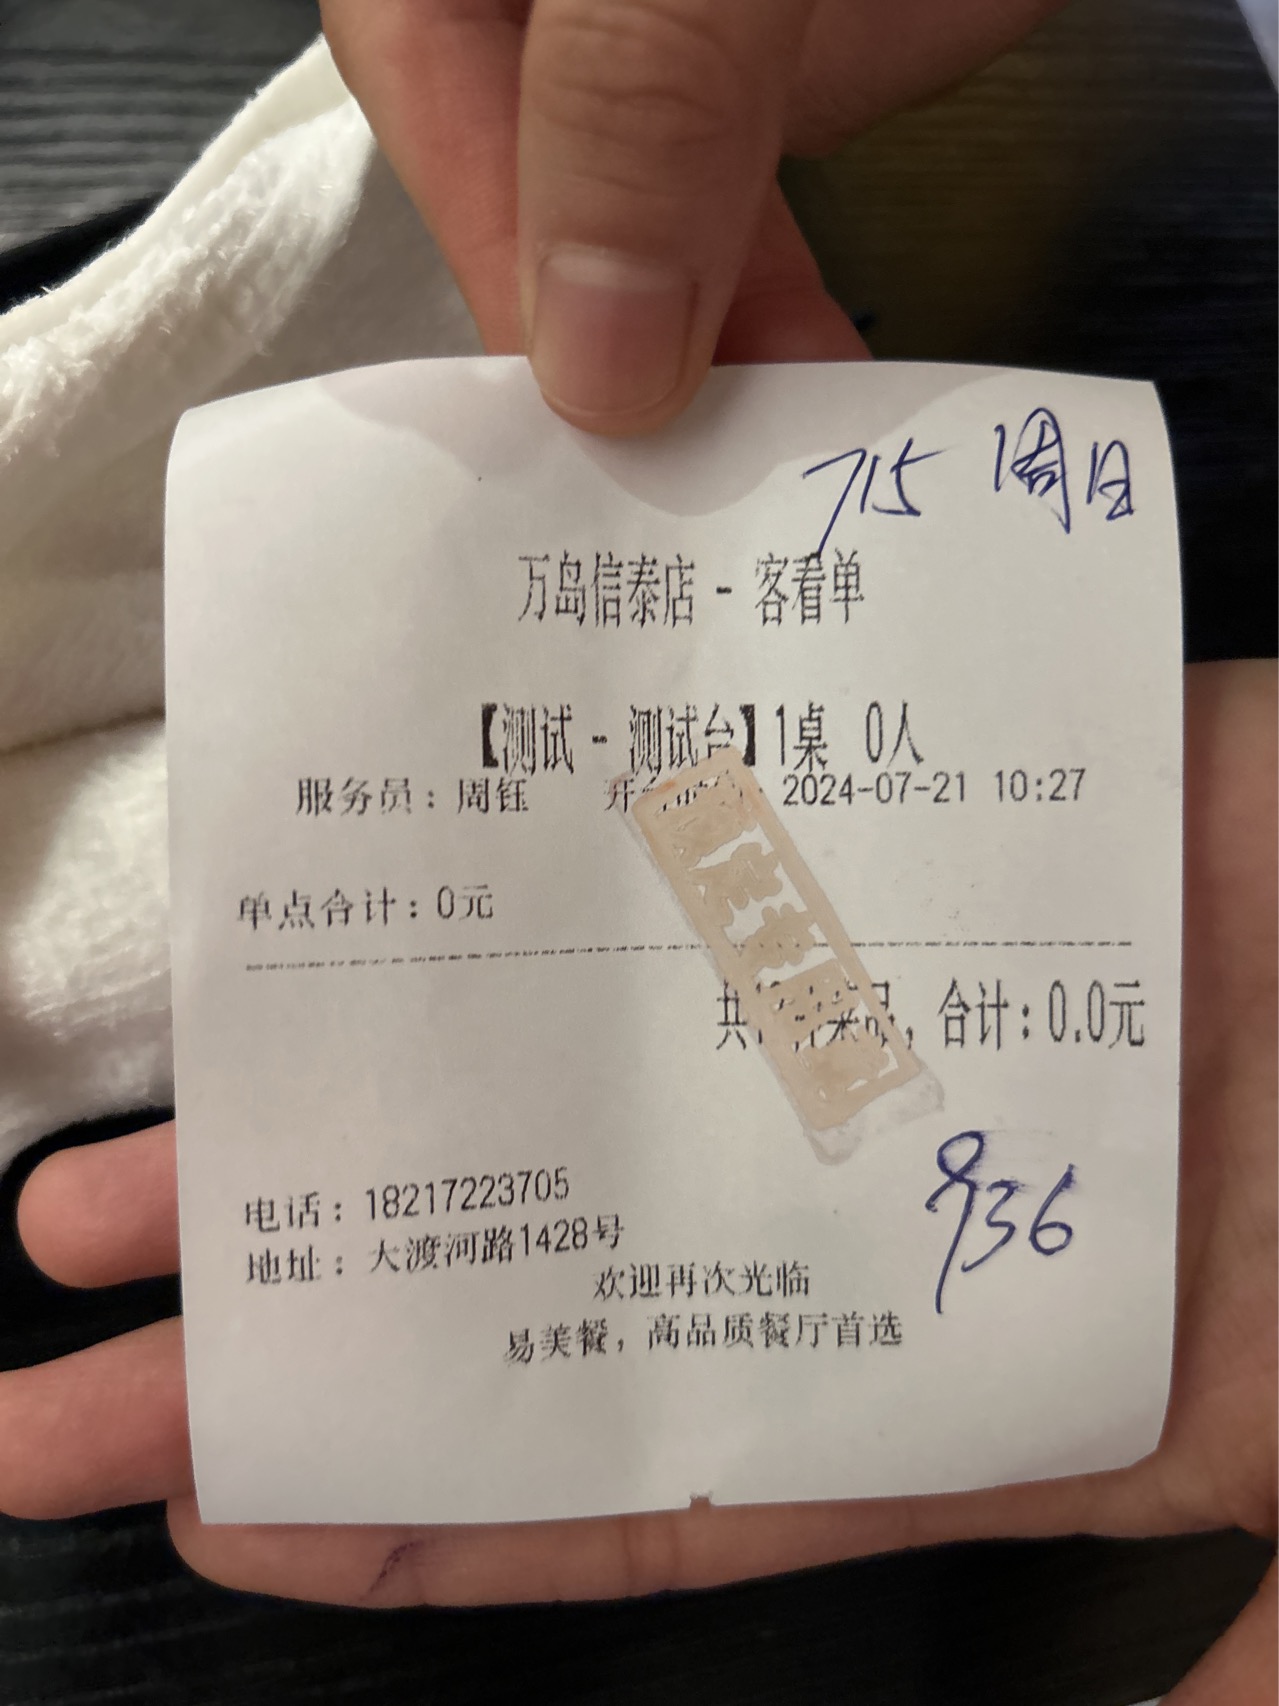 715 周日
万岛信泰店 - 客看单
【测试 - 测试台】1桌 0人
服务员：周钰 2024-07-21 10:27
单点合计：0元
共 品，合计：0.0元
936
电话：18217223705
地址：大渡河路1428号
欢迎再次光临
易美餐，高品质餐厅首选